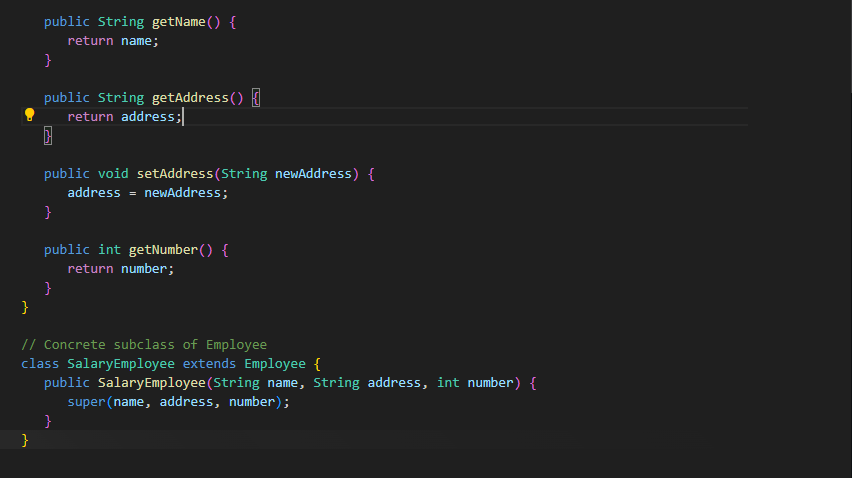 public String getName() {
return name;
}
public String getAddress() {
return address;
}
public void setAddress(String newAddress) {
address = newAddress;
}
public int getNumber() {
return number;
}
}
// Concrete subclass of Employee
class SalaryEmployee extends Employee {
public SalaryEmployee(String name, String address, int number) {
super(name, address, number);
}
}